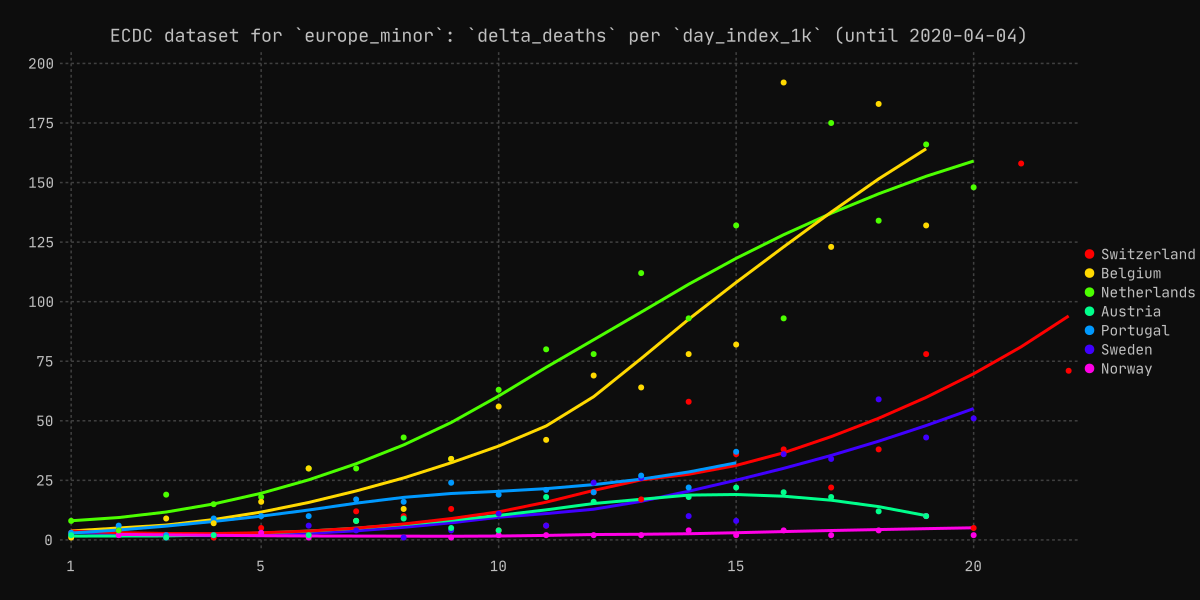 ECDC dataset for `europe_minor`: `delta_deaths` per `day_index_1k` (until 2020-04-04)
200
175
150
125
100
75
50
25
0
1 5 10 15 20
Switzerland
Belgium
Netherlands
Austria
Portugal
Sweden
Norway